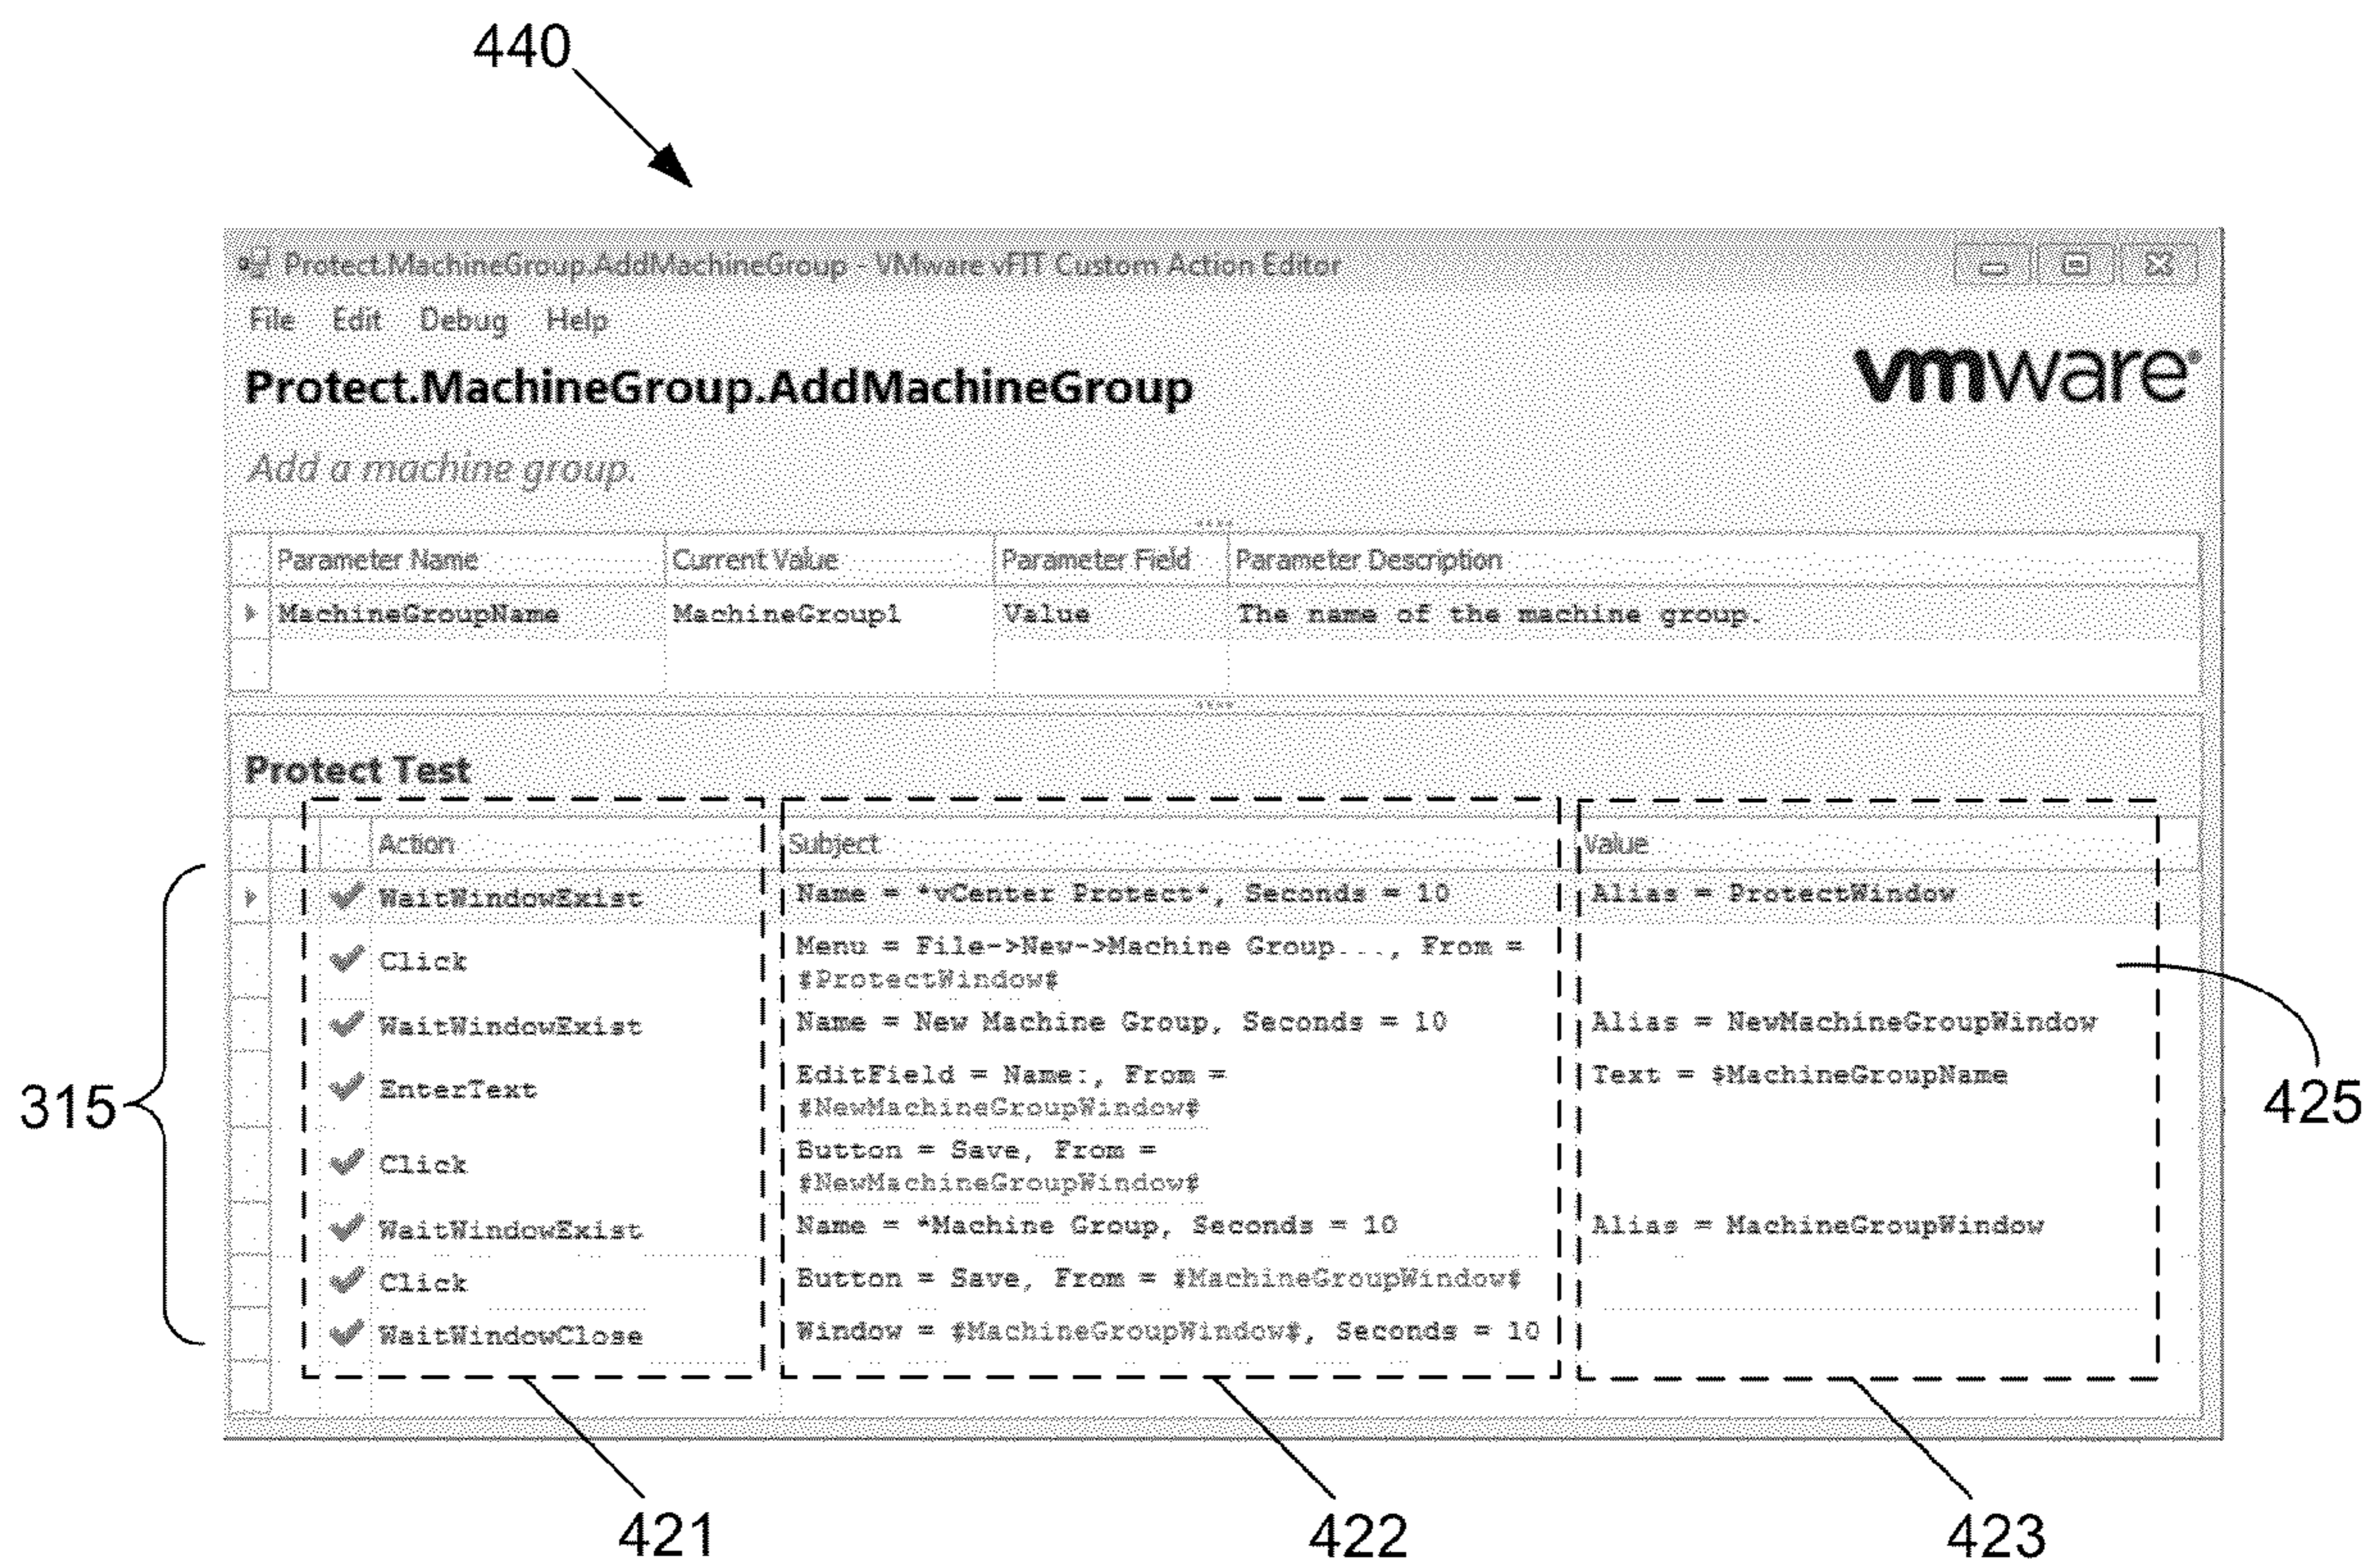 440
Protect.MachineGroup.AddMachineGroup - VMware vFIT Custom Action Editor
File Edit Debug Help
Protect.MachineGroup.AddMachineGroup
vmware
Add a machine group.
Parameter Name Current Value Parameter Field Parameter Description
MachineGroupName MachineGroup1 Value The name of the machine group.
Protect Test
Action Subject Value
WaitWindowExist Name = *vCenter Protect*, Seconds = 10 Alias = ProtectWindow
Click Menu = File->New->Machine Group..., From =
#ProtectWindow#
WaitWindowExist Name = New Machine Group, Seconds = 10 Alias = NewMachineGroupWindow
EnterText EditField = Name:, From = Text = $MachineGroupName
#NewMachineGroupWindow#
Click Button = Save, From =
#NewMachineGroupWindow#
WaitWindowExist Name = *Machine Group, Seconds = 10 Alias = MachineGroupWindow
Click Button = Save, From = #MachineGroupWindow#
WaitWindowClose Window = #MachineGroupWindow#, Seconds = 10
315
425
421
422
423